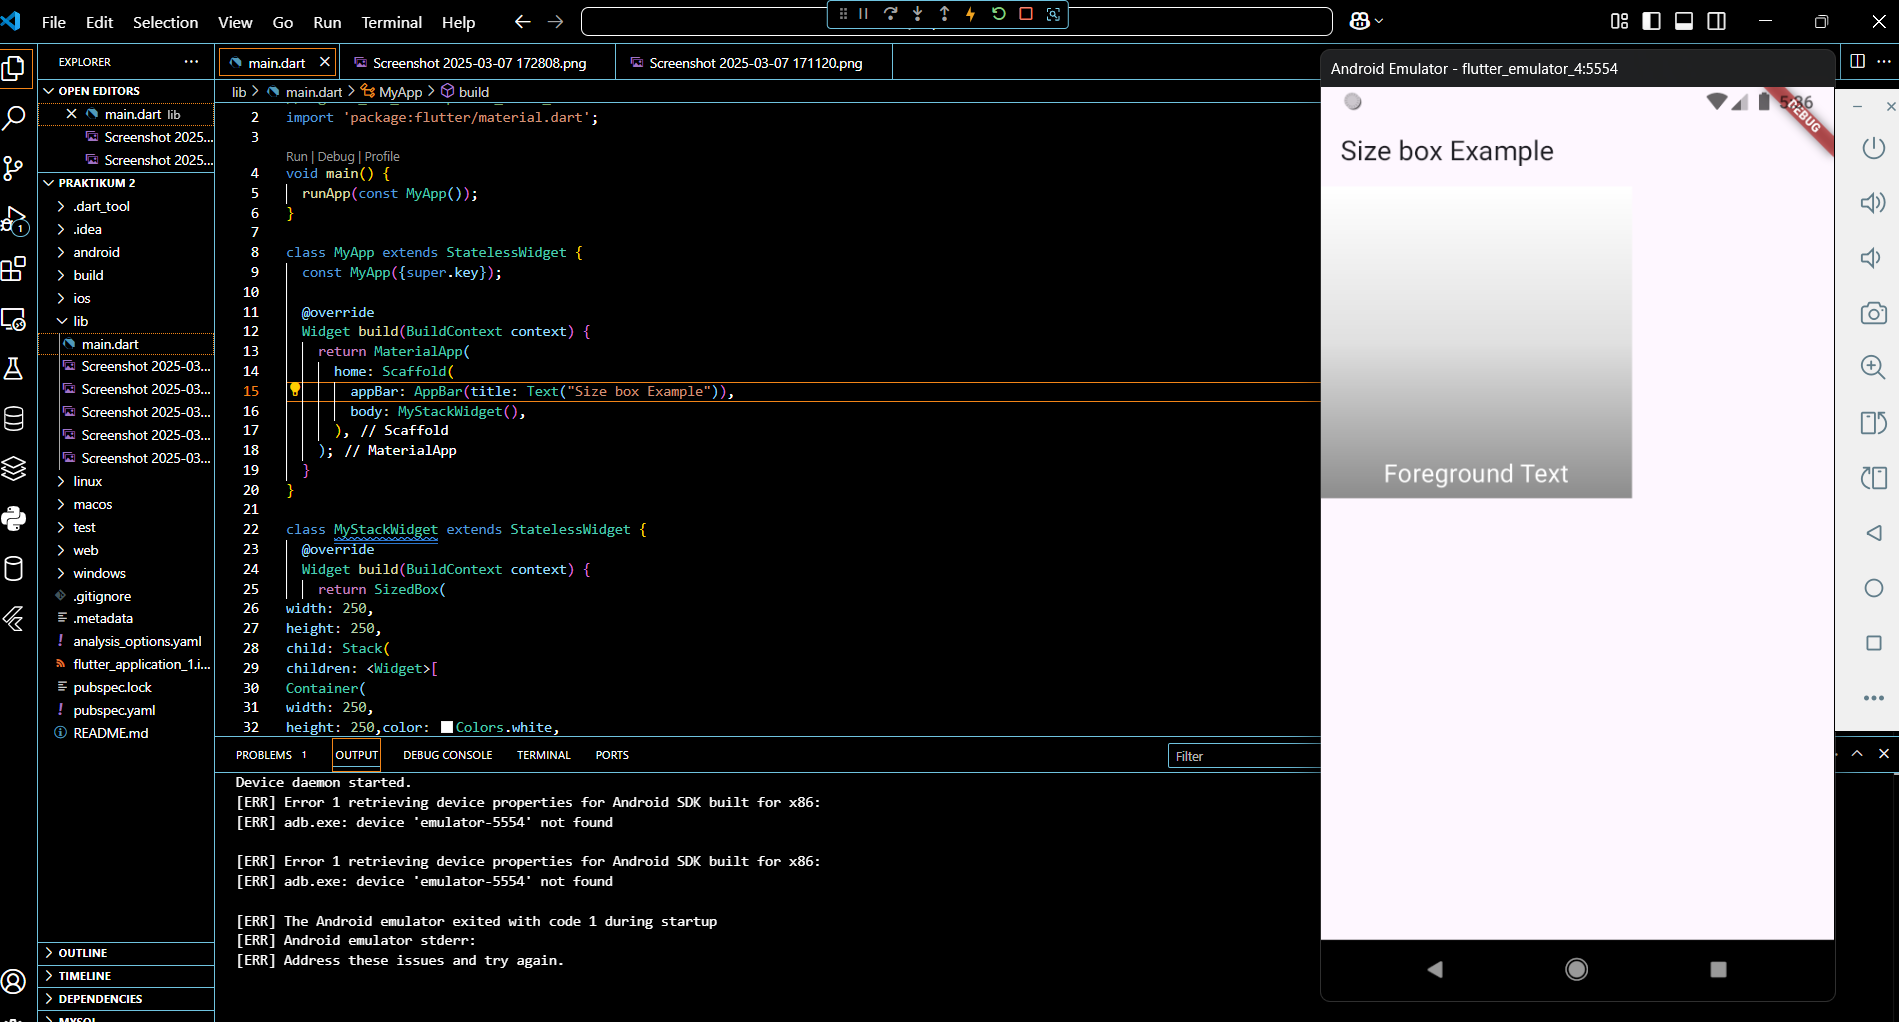 File Edit Selection View Go Run Terminal Help
EXPLORER
OPEN EDITORS
main.dart lib
Screenshot 2025...
Screenshot 2025...
PRAKTIKUM 2
.dart_tool
.idea
android
build
ios
lib
main.dart
Screenshot 2025-03...
Screenshot 2025-03...
Screenshot 2025-03...
Screenshot 2025-03...
Screenshot 2025-03...
linux
macos
test
web
windows
.gitignore
.metadata
analysis_options.yaml
flutter_application_1.i...
pubspec.lock
pubspec.yaml
README.md
OUTLINE
TIMELINE
DEPENDENCIES
MYSQL
1
main.dart
Screenshot 2025-03-07 172808.png
Screenshot 2025-03-07 171120.png
lib > main.dart > MyApp > build
2 import 'package:flutter/material.dart';
3
Run | Debug | Profile
4 void main() {
5 runApp(const MyApp());
6 }
7
8 class MyApp extends StatelessWidget {
9 const MyApp({super.key});
10
11 @override
12 Widget build(BuildContext context) {
13 return MaterialApp(
14 home: Scaffold(
15 appBar: AppBar(title: Text("Size box Example")),
16 body: MyStackWidget(),
17 ), // Scaffold
18 ); // MaterialApp
19 }
20 }
21
22 class MyStackWidget extends StatelessWidget {
23 @override
24 Widget build(BuildContext context) {
25 return SizedBox(
26 width: 250,
27 height: 250,
28 child: Stack(
29 children: <Widget>[
30 Container(
31 width: 250,
32 height: 250,color: Colors.white,
PROBLEMS 1 OUTPUT DEBUG CONSOLE TERMINAL PORTS
Filter
Device daemon started.
[ERR] Error 1 retrieving device properties for Android SDK built for x86:
[ERR] adb.exe: device 'emulator-5554' not found
[ERR] Error 1 retrieving device properties for Android SDK built for x86:
[ERR] adb.exe: device 'emulator-5554' not found
[ERR] The Android emulator exited with code 1 during startup
[ERR] Android emulator stderr:
[ERR] Address these issues and try again.
Android Emulator - flutter_emulator_4:5554
DEBUG
Size box Example
Foreground Text